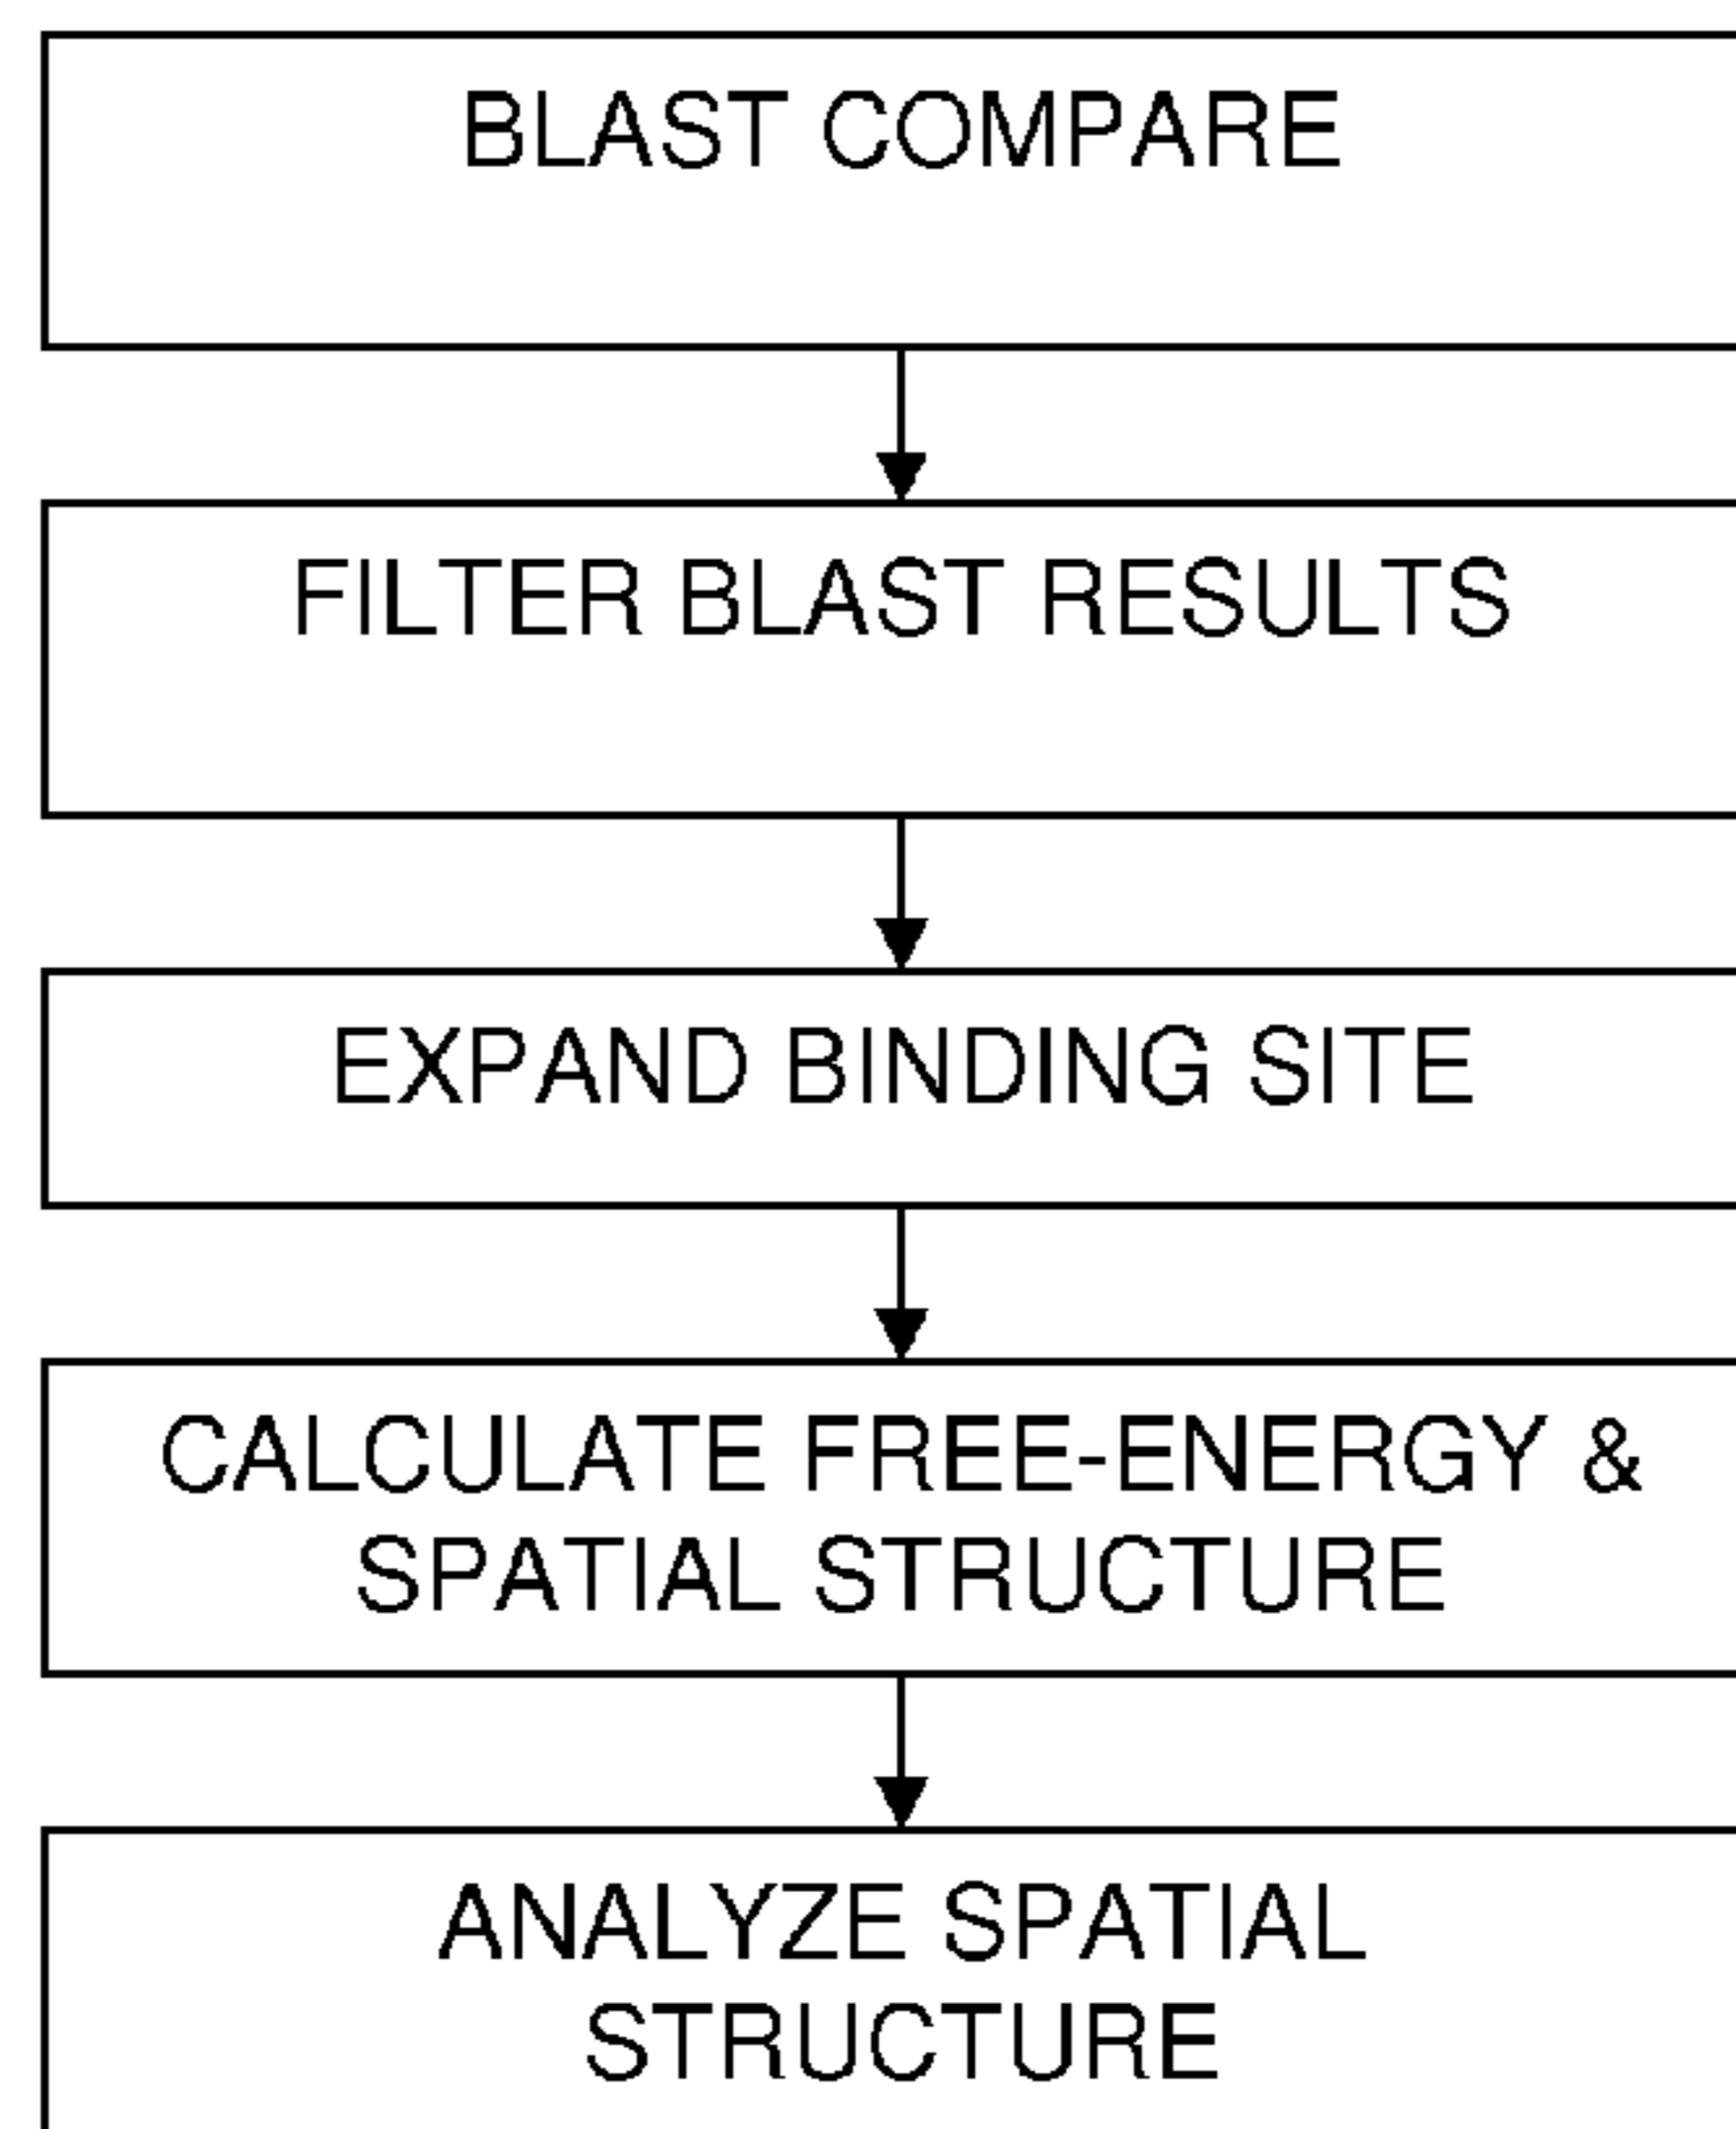 BLAST COMPARE
FILTER BLAST RESULTS
EXPAND BINDING SITE
CALCULATE FREE-ENERGY &
SPATIAL STRUCTURE
ANALYZE SPATIAL
STRUCTURE